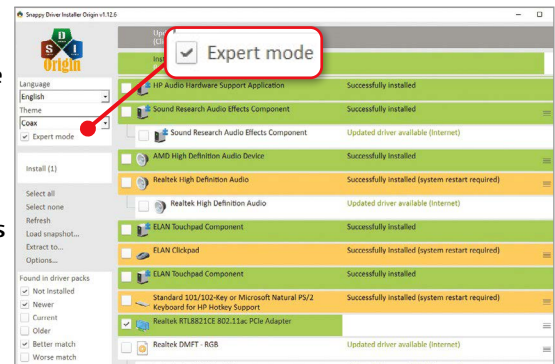 Snappy Driver Installer Origin v1.12.6
D
S I
Origin
Expert mode
Language
English
Theme
Coax
Expert mode
Install (1)
Select all
Select none
Refresh
Load snapshot...
Extract to...
Options...
Found in driver packs
Not Installed
Newer
Current
Older
Better match
Worse match
HP Audio Hardware Support Application Successfully installed
Sound Research Audio Effects Component Successfully installed
Sound Research Audio Effects Component Updated driver available (Internet)
AMD High Definition Audio Device Successfully installed
Realtek High Definition Audio Successfully installed (system restart required)
Realtek High Definition Audio Updated driver available (Internet)
ELAN Touchpad Component Successfully installed
ELAN Clickpad Successfully installed (system restart required)
ELAN Touchpad Component Successfully installed
Standard 101/102-Key or Microsoft Natural PS/2 Successfully installed (system restart required)
Keyboard for HP Hotkey Support
Realtek RTL8821CE 802.11ac PCIe Adapter
Realtek DMFT - RGB Updated driver available (Internet)